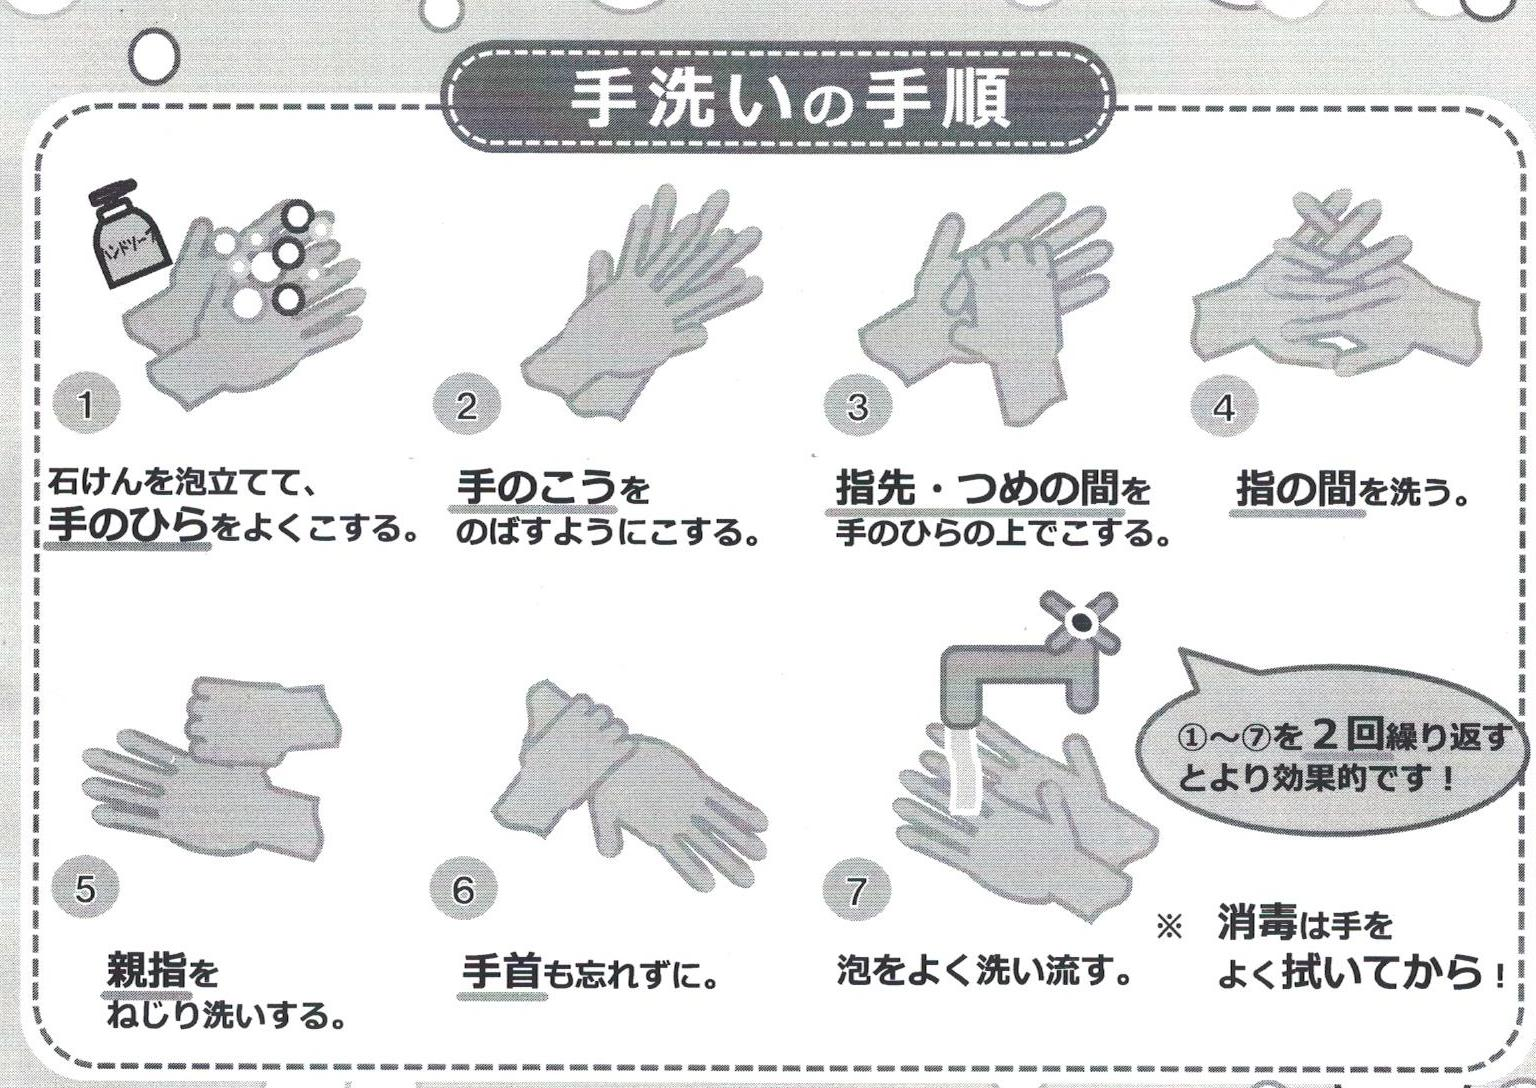 手洗いの手順
ハンドソープ
1
石けんを泡立てて、
手のひらをよくこする。
2
手のこうを
のばすようにこする。
3
指先・つめの間を
手のひらの上でこする。
4
指の間を洗う。
5
親指を
ねじり洗いする。
6
手首も忘れずに。
7
泡をよく洗い流す。
①～⑦を2回繰り返す
とより効果的です！
※ 消毒は手を
よく拭いてから！